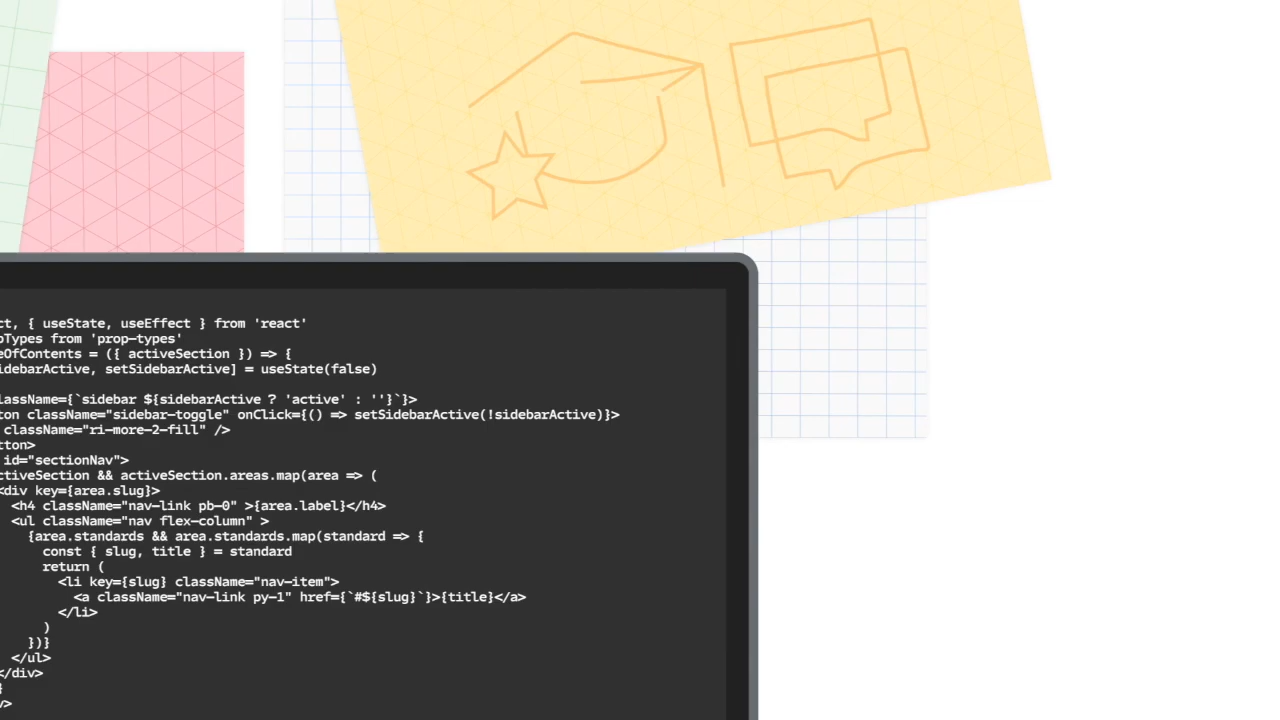 ct, { useState, useEffect } from 'react'
pTypes from 'prop-types'
eOfContents = ({ activeSection }) => {
idebarActive, setSidebarActive] = useState(false)
lassName={`sidebar ${sidebarActive ? 'active' : ''}`}>
ton className="sidebar-toggle" onClick={() => setSidebarActive(!sidebarActive)}>
className="ri-more-2-fill" />
tton>
id="sectionNav">
ctiveSection && activeSection.areas.map(area => (
<div key={area.slug}>
<h4 className="nav-link pb-0" >{area.label}</h4>
<ul className="nav flex-column" >
{area.standards && area.standards.map(standard => {
const { slug, title } = standard
return (
<li key={slug} className="nav-item">
<a className="nav-link py-1" href={`#${slug}`}>{title}</a>
</li>
)
})}
</ul>
</div>
}
v>